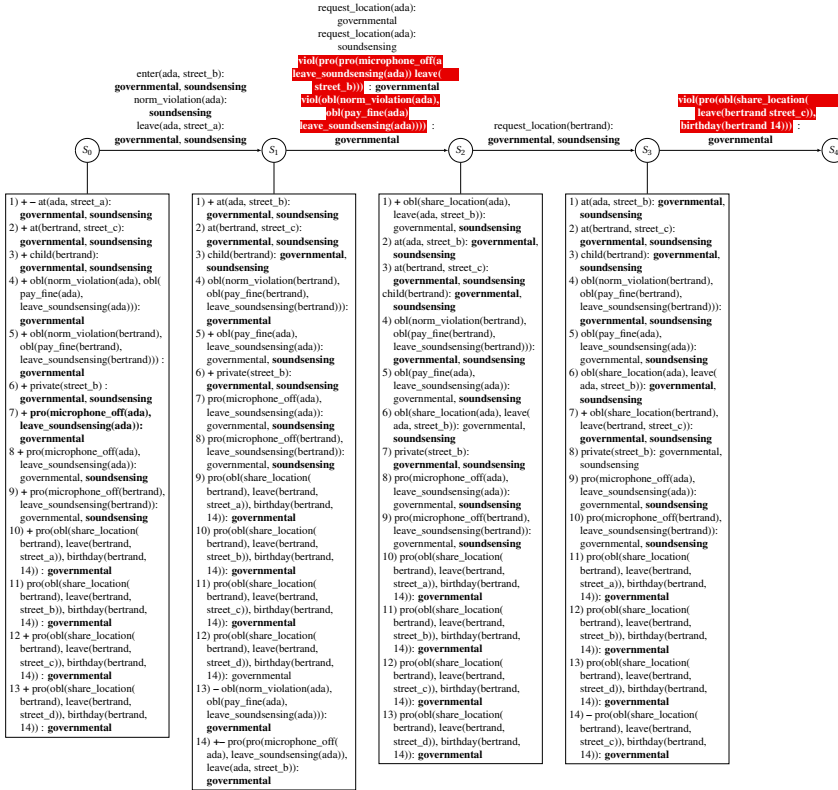 request_location(ada):
governmental
request_location(ada):
soundsensing
viol(pro(pro(microphone_off(a
leave_soundsensing(ada)) leave(
street_b))) : governmental
viol(obl(norm_violation(ada),
obl(pay_fine(ada)
leave_soundsensing(ada)))) :
governmental
enter(ada, street_b):
governmental, soundsensing
norm_violation(ada):
soundsensing
leave(ada, street_a):
governmental, soundsensing
request_location(bertrand):
governmental, soundsensing
viol(pro(obl(share_location(
leave(bertrand street_c)),
birthday(bertrand 14))) :
governmental
S0
S1
S2
S3
S4
1) + − at(ada, street_a):
governmental, soundsensing
2) + at(bertrand, street_c):
governmental, soundsensing
3) + child(bertrand):
governmental, soundsensing
4) + obl(norm_violation(ada), obl(
pay_fine(ada),
leave_soundsensing(ada))):
governmental
5) + obl(norm_violation(bertrand),
obl(pay_fine(bertrand),
leave_soundsensing(bertrand))) :
governmental
6) + private(street_b) :
governmental, soundsensing
7) + pro(microphone_off(ada),
leave_soundsensing(ada)):
governmental
8 + pro(microphone_off(ada),
leave_soundsensing(ada)):
governmental, soundsensing
9) + pro(microphone_off(bertrand),
leave_soundsensing(bertrand)):
governmental, soundsensing
10) + pro(obl(share_location(
bertrand), leave(bertrand,
street_a)), birthday(bertrand,
14)) : governmental
11) + pro(obl(share_location(
bertrand), leave(bertrand,
street_b)), birthday(bertrand,
14)) : governmental
12 + pro(obl(share_location(
bertrand), leave(bertrand,
street_c)), birthday(bertrand,
14)) : governmental
13 + pro(obl(share_location(
bertrand), leave(bertrand,
street_d)), birthday(bertrand,
14)) : governmental
1) + at(ada, street_b):
governmental, soundsensing
2) at(bertrand, street_c):
governmental, soundsensing
3) child(bertrand): governmental,
soundsensing
4) obl(norm_violation(bertrand),
obl(pay_fine(bertrand),
leave_soundsensing(bertrand))):
governmental
5) + obl(pay_fine(ada),
leave_soundsensing(ada)):
governmental, soundsensing
6) + private(street_b):
governmental, soundsensing
7) pro(microphone_off(ada),
leave_soundsensing(ada)):
governmental, soundsensing
8) pro(microphone_off(bertrand),
leave_soundsensing(bertrand)):
governmental, soundsensing
9) pro(obl(share_location(
bertrand), leave(bertrand,
street_a)), birthday(bertrand,
14)): governmental
10) pro(obl(share_location(
bertrand), leave(bertrand,
street_b)), birthday(bertrand,
14)): governmental
11) pro(obl(share_location(
bertrand), leave(bertrand,
street_c)), birthday(bertrand,
14)): governmental
12) pro(obl(share_location(
bertrand), leave(bertrand,
street_d)), birthday(bertrand,
14)): governmental
13) − obl(norm_violation(ada),
obl(pay_fine(ada),
leave_soundsensing(ada))):
governmental
14) +− pro(pro(microphone_off(
ada), leave_soundsensing(ada)),
leave(ada, street_b)):
governmental
1) + obl(share_location(ada),
leave(ada, street_b)):
governmental, soundsensing
2) at(ada, street_b): governmental,
soundsensing
3) at(bertrand, street_c):
governmental, soundsensing
child(bertrand): governmental,
soundsensing
4) obl(norm_violation(bertrand),
obl(pay_fine(bertrand),
leave_soundsensing(bertrand))):
governmental, soundsensing
5) obl(pay_fine(ada),
leave_soundsensing(ada)):
governmental, soundsensing
6) obl(share_location(ada), leave(
ada, street_b)): governmental,
soundsensing
7) private(street_b):
governmental, soundsensing
8) pro(microphone_off(ada),
leave_soundsensing(ada)):
governmental, soundsensing
9) pro(microphone_off(bertrand),
leave_soundsensing(bertrand)):
governmental, soundsensing
10) pro(obl(share_location(
bertrand), leave(bertrand,
street_a)), birthday(bertrand,
14)): governmental
11) pro(obl(share_location(
bertrand), leave(bertrand,
street_b)), birthday(bertrand,
14)): governmental
12) pro(obl(share_location(
bertrand), leave(bertrand,
street_c)), birthday(bertrand,
14)): governmental
13) pro(obl(share_location(
bertrand), leave(bertrand,
street_d)), birthday(bertrand,
14)): governmental
1) at(ada, street_b): governmental,
soundsensing
2) at(bertrand, street_c):
governmental, soundsensing
3) child(bertrand): governmental,
soundsensing
4) obl(norm_violation(bertrand),
obl(pay_fine(bertrand),
leave_soundsensing(bertrand))):
governmental, soundsensing
5) obl(pay_fine(ada),
leave_soundsensing(ada)):
governmental, soundsensing
6) obl(share_location(ada), leave(
ada, street_b)): governmental,
soundsensing
7) + obl(share_location(bertrand),
leave(bertrand, street_c)):
governmental, soundsensing
8) private(street_b): governmental,
soundsensing
9) pro(microphone_off(ada),
leave_soundsensing(ada)):
governmental, soundsensing
10) pro(microphone_off(bertrand),
leave_soundsensing(bertrand)):
governmental, soundsensing
11) pro(obl(share_location(
bertrand), leave(bertrand,
street_a)), birthday(bertrand,
14)): governmental
12) pro(obl(share_location(
bertrand), leave(bertrand,
street_b)), birthday(bertrand,
14)): governmental
13) pro(obl(share_location(
bertrand), leave(bertrand,
street_d)), birthday(bertrand,
14)): governmental
14) − pro(obl(share_location(
bertrand), leave(bertrand,
street_c)), birthday(bertrand,
14)): governmental